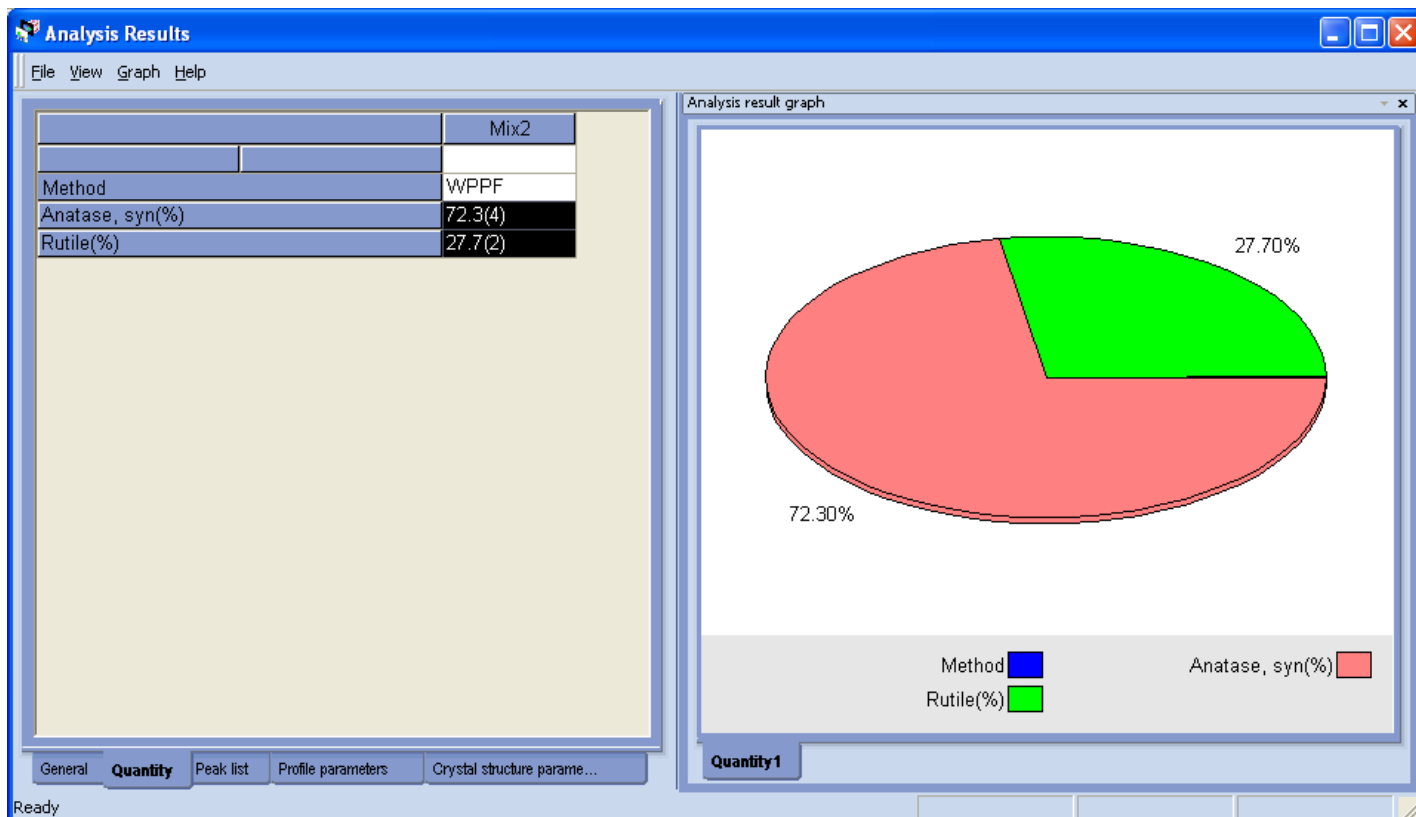 Analysis Results
File View Graph Help
Mix2
Method WPPF
Anatase, syn(%) 72.3(4)
Rutile(%) 27.7(2)
General Quantity Peak list Profile parameters Crystal structure parame...
Ready
Analysis result graph
27.70%
72.30%
Method Anatase, syn(%)
Rutile(%)
Quantity1